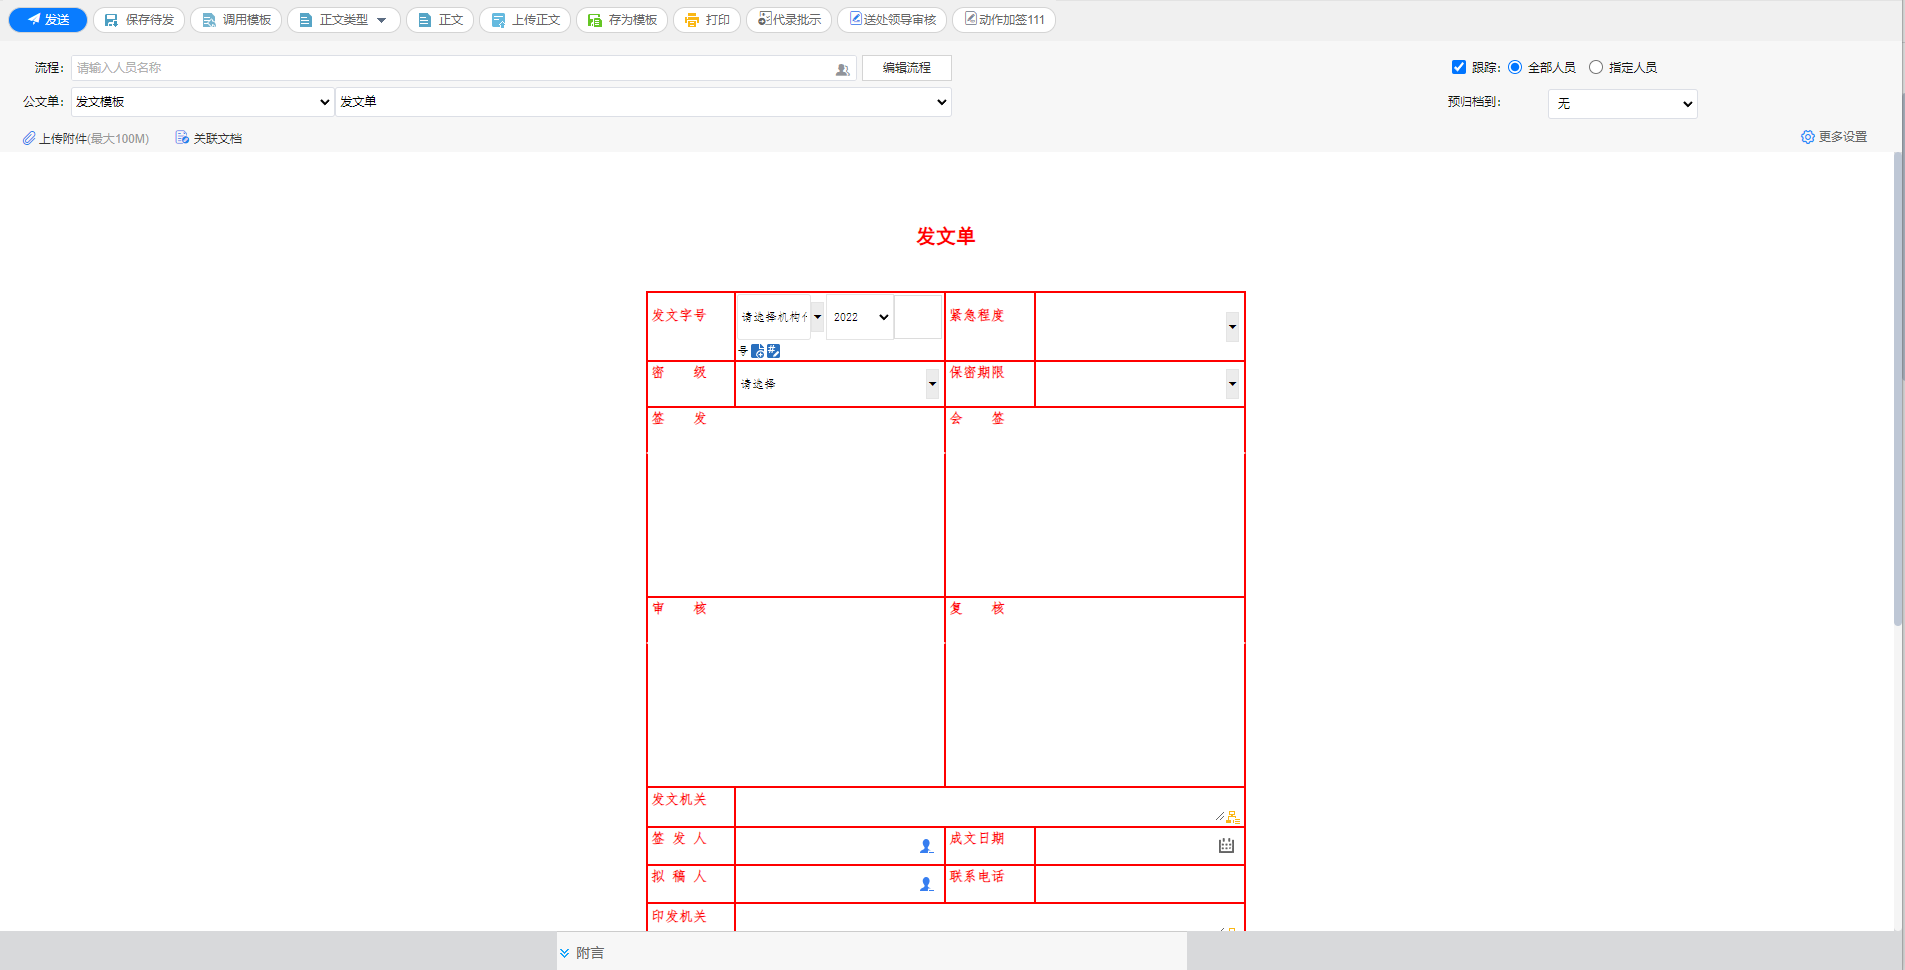 发送 保存待发 调用模板 正文类型 正文 上传正文 存为模板 打印 代录批示 送处领导审核 动作加签111
流程: 请输入人员名称 编辑流程 跟踪: 全部人员 指定人员
公文单: 发文模板 发文单 预归档到: 无
上传附件(最大100M) 关联文档 更多设置
发文单
发文字号 请选择机构 2022 紧急程度
号
密 级 请选择 保密期限
签 发 会 签
审 核 复 核
发文机关
签 发 人 成文日期
拟 稿 人 联系电话
印发机关
附言